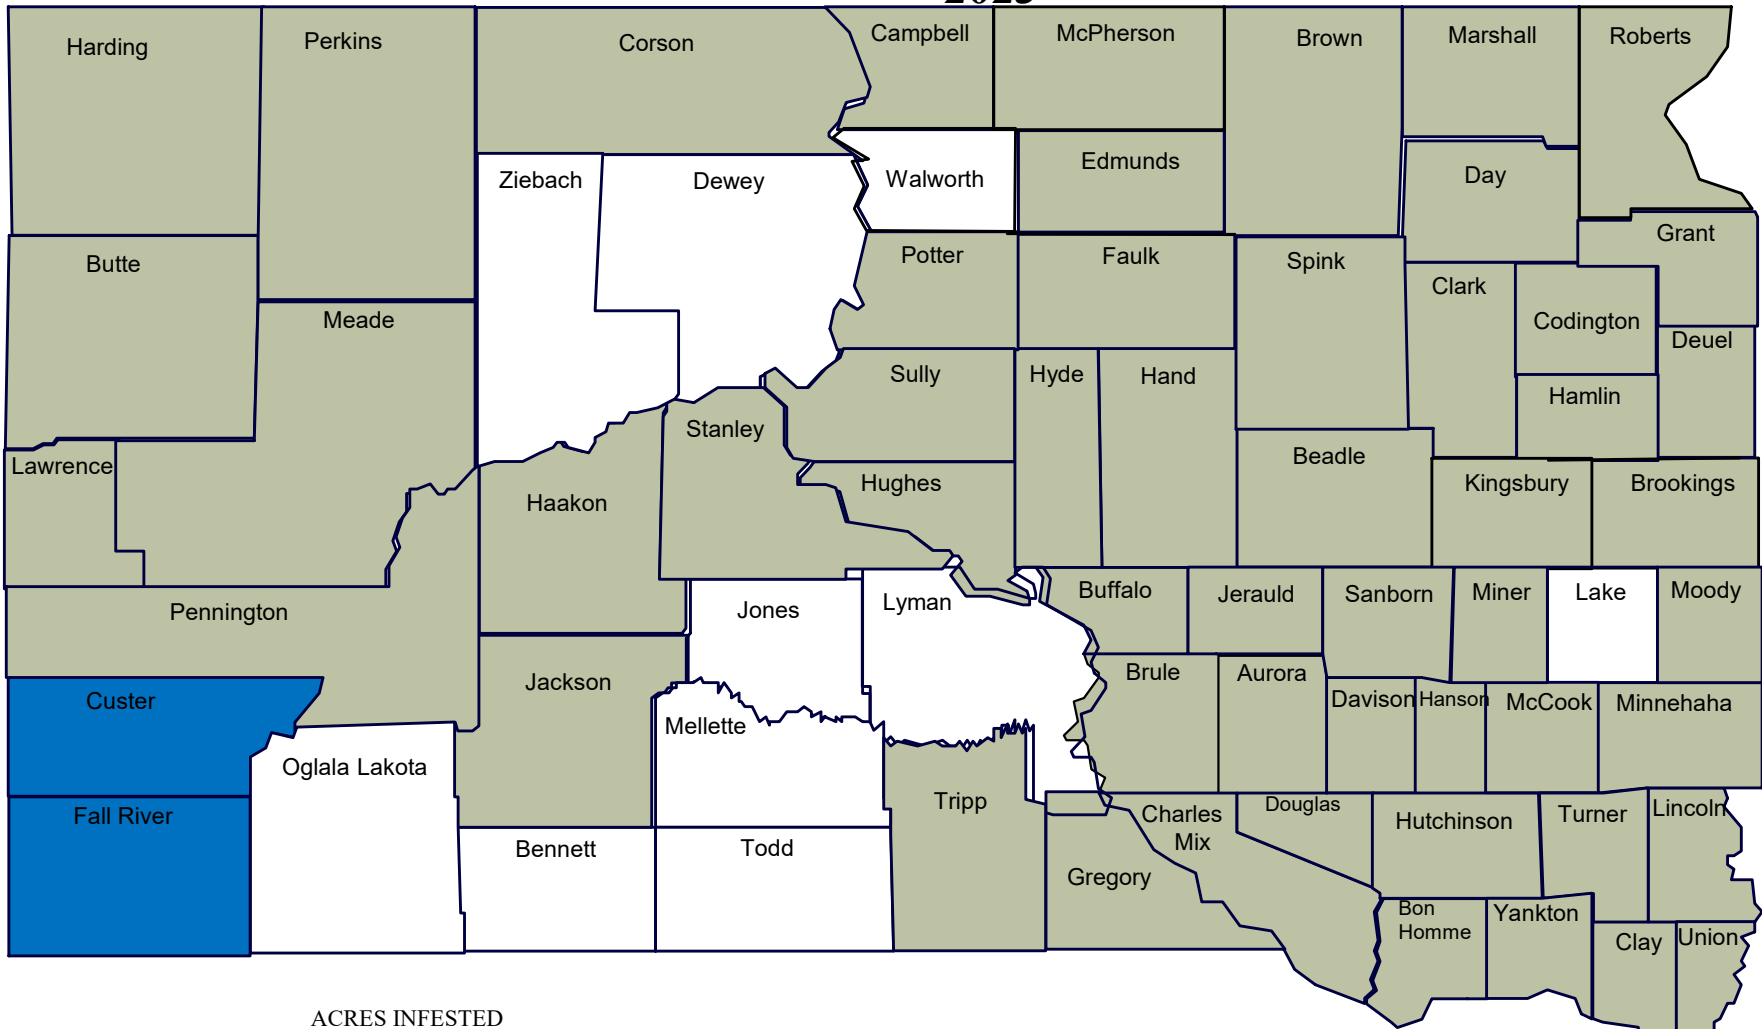 2023
Harding
Perkins
Corson
Campbell
McPherson
Brown
Marshall
Roberts
Ziebach
Dewey
Walworth
Edmunds
Day
Grant
Butte
Meade
Potter
Faulk
Spink
Clark
Codington
Deuel
Sully
Hyde
Hand
Hamlin
Lawrence
Stanley
Haakon
Hughes
Beadle
Kingsbury
Brookings
Pennington
Jones
Lyman
Buffalo
Jerauld
Sanborn
Miner
Lake
Moody
Custer
Jackson
Mellette
Brule
Aurora
Davison
Hanson
McCook
Minnehaha
Oglala Lakota
Fall River
Tripp
Charles
Mix
Douglas
Hutchinson
Turner
Lincoln
Bennett
Todd
Gregory
Bon
Homme
Yankton
Clay
Union
ACRES INFESTED